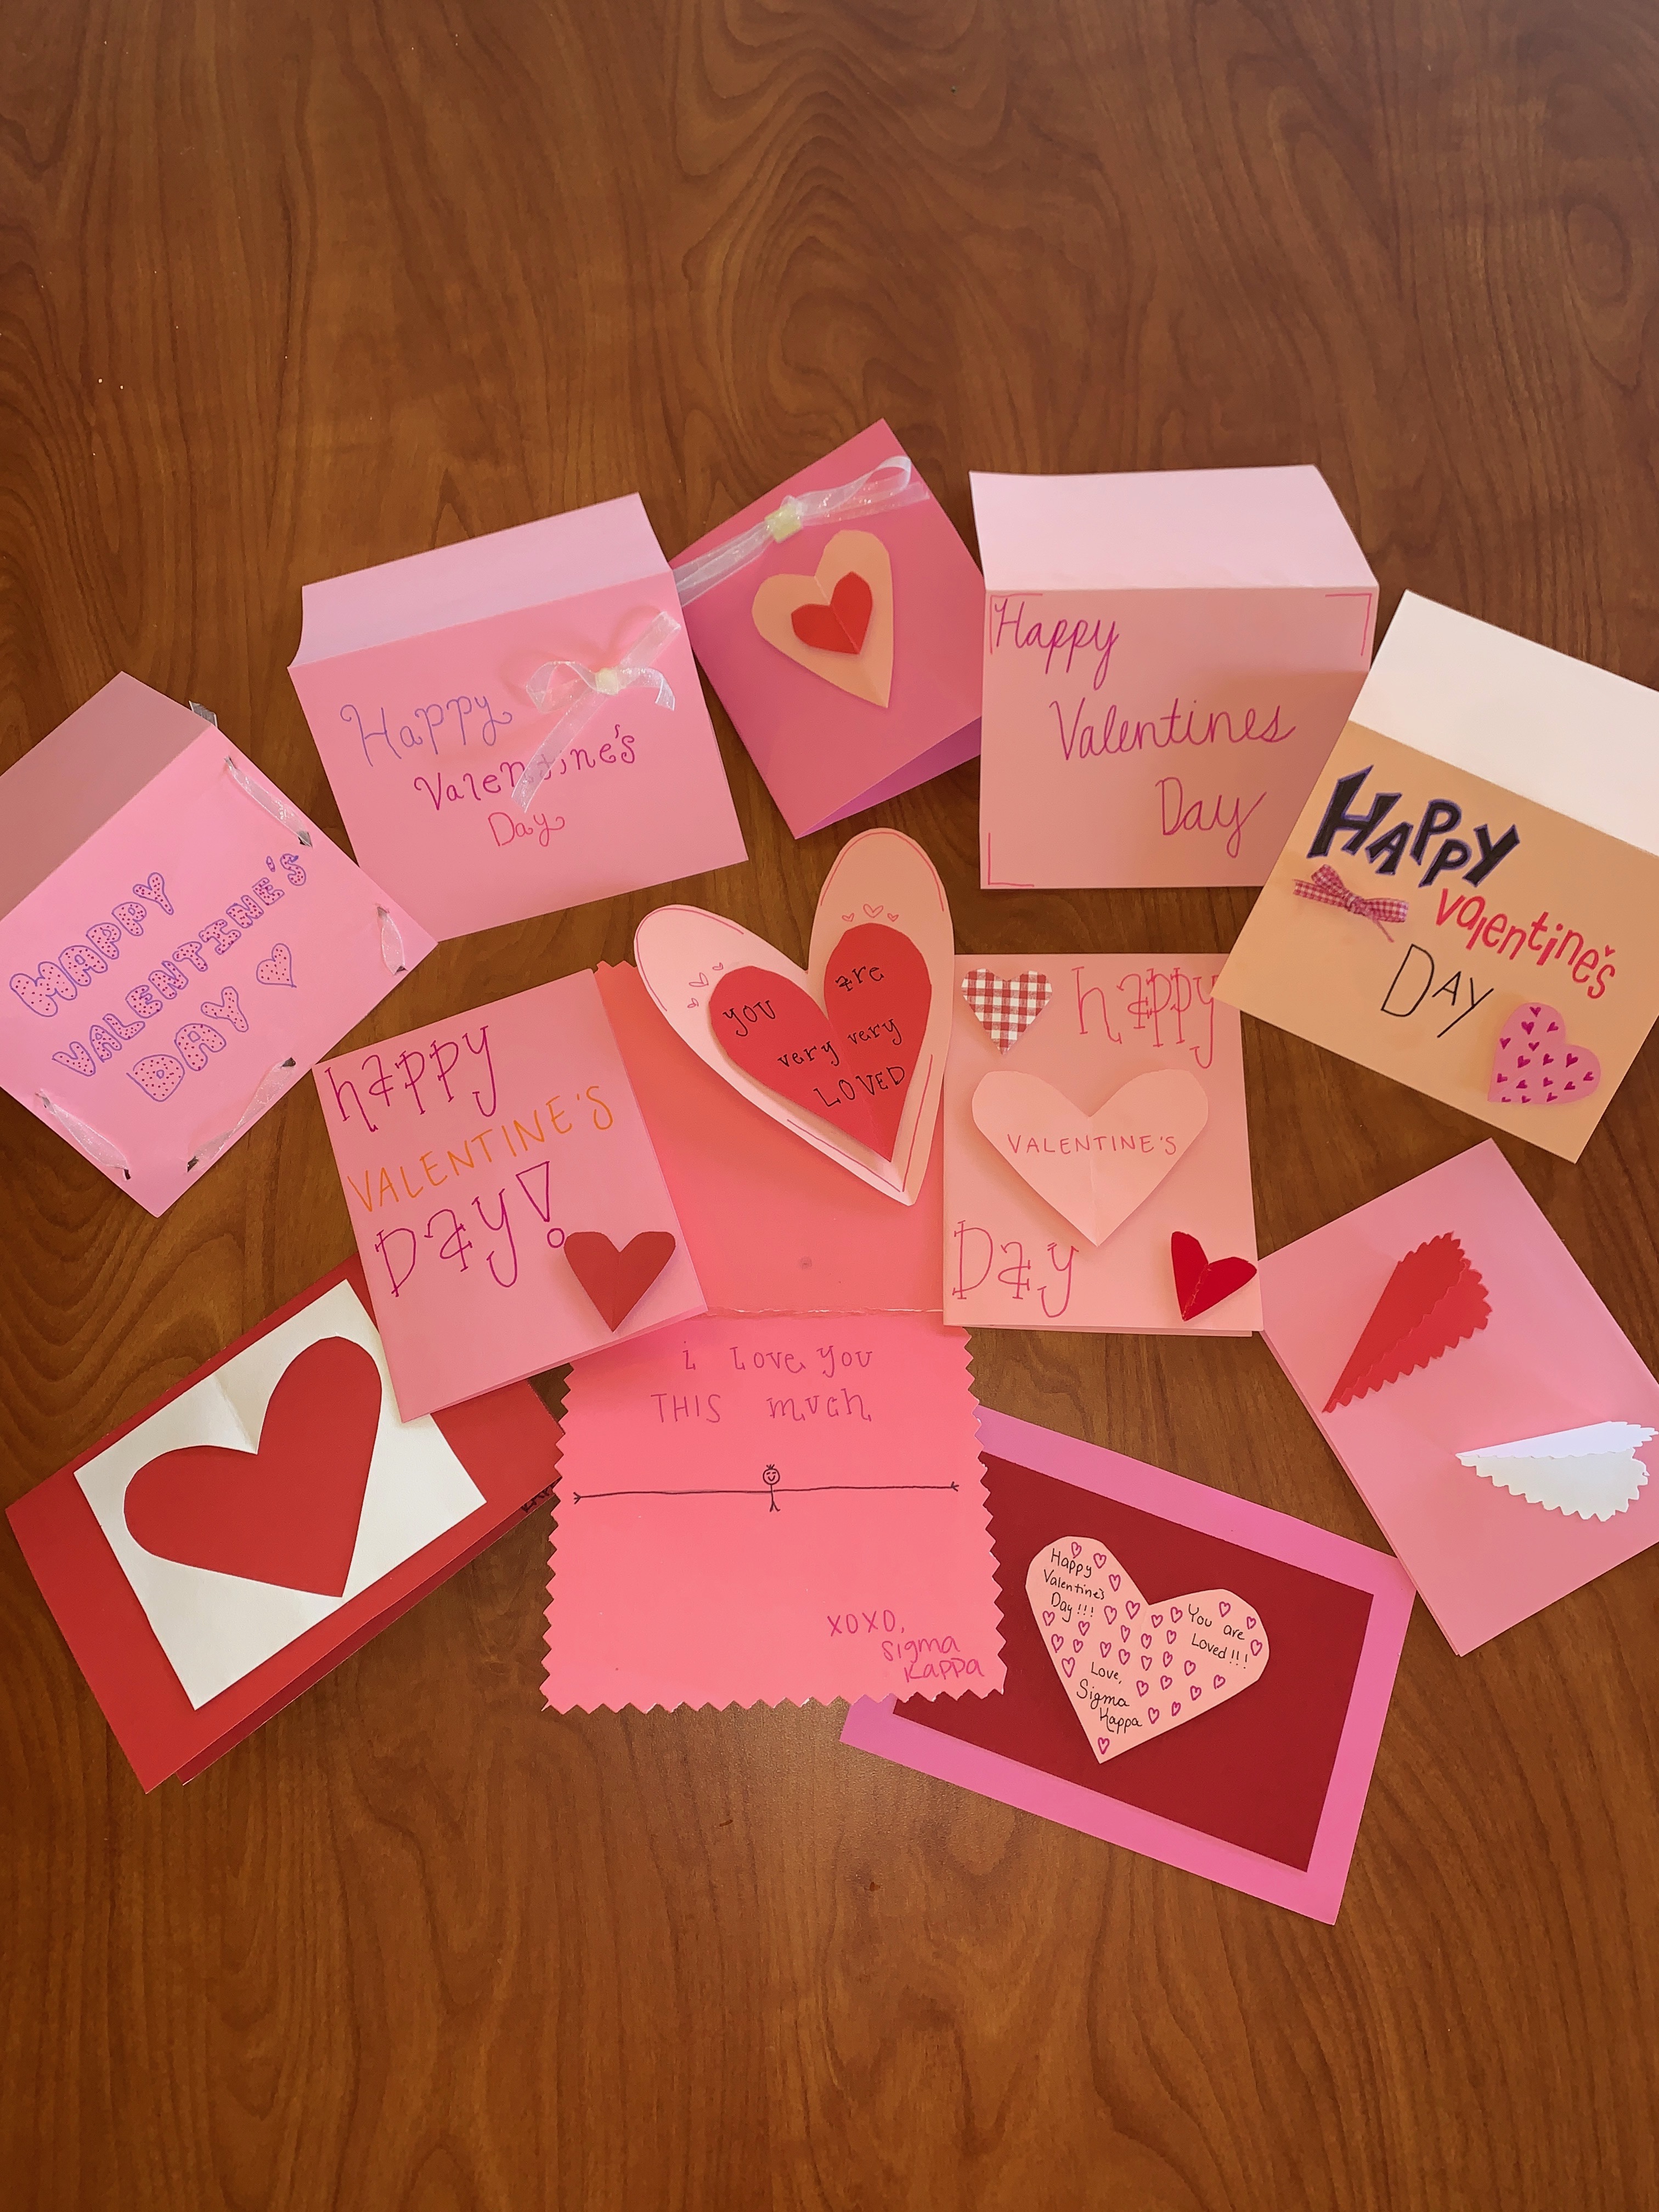 HAPPY
VALENTINE'S
DAY
Happy
Valentine's
Day
Happy
Valentines
Day
HAPPY
valentine's
DAY
happy
VALENTINE'S
DAY!
you are
very very
LOVED
happy
VALENTINE'S
Day
i love you
THIS much
XOXO,
Sigma
Kappa
Happy
Valentine's
Day!!!
You are
Loved!!!
Love,
Sigma
Kappa